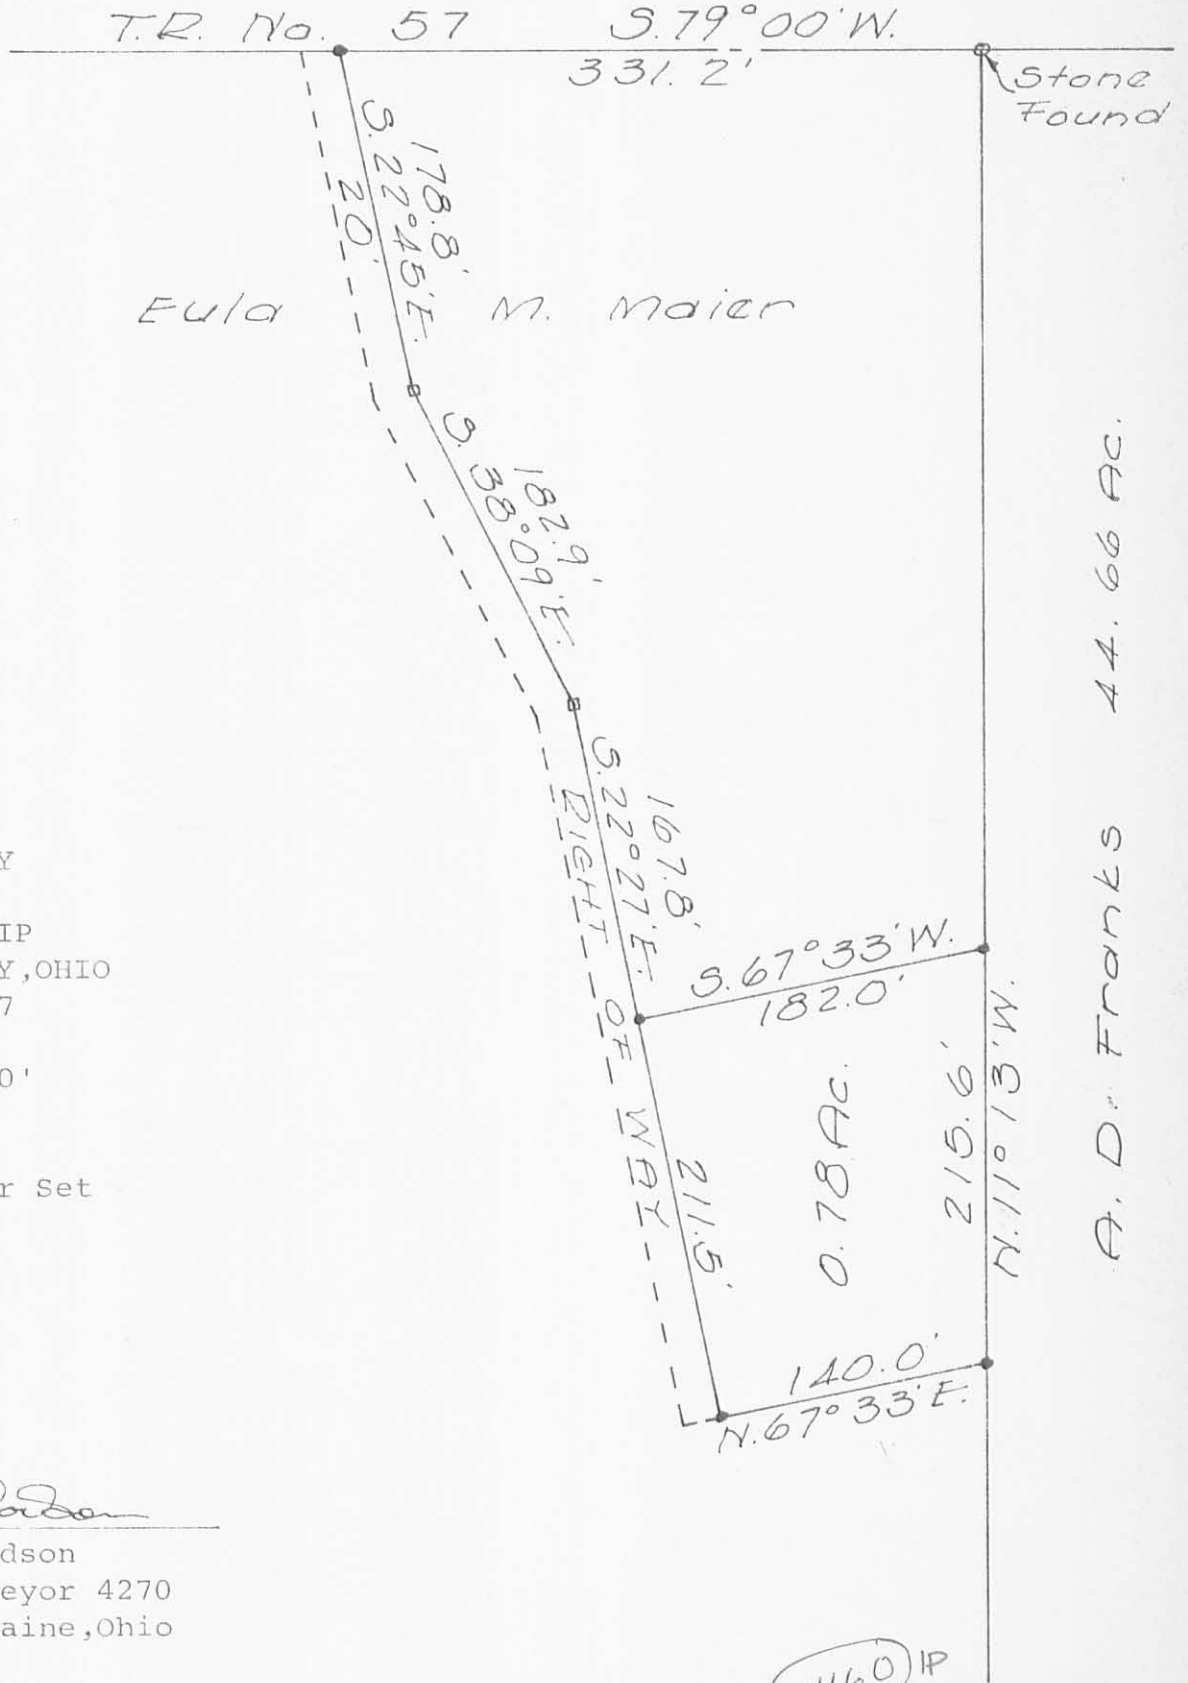 T.R. No. 57 S.79°00'W.
331.2'
Stone
Found
178.8'
S.22°45'E.
20'
Eula M. Maier
182.9'
S.38°09'E.
A.D. Franks 44.66 Ac.
167.8'
S.22°27'E.
RIGHT OF WAY
S.67°33'W.
182.0'
211.5'
0.78 Ac.
215.6'
N.11°13'W.
140.0'
N.67°33'E.
Y
IP
Y,OHIO
7
0'
r Set
dson
eyor 4270
aine,Ohio
IP